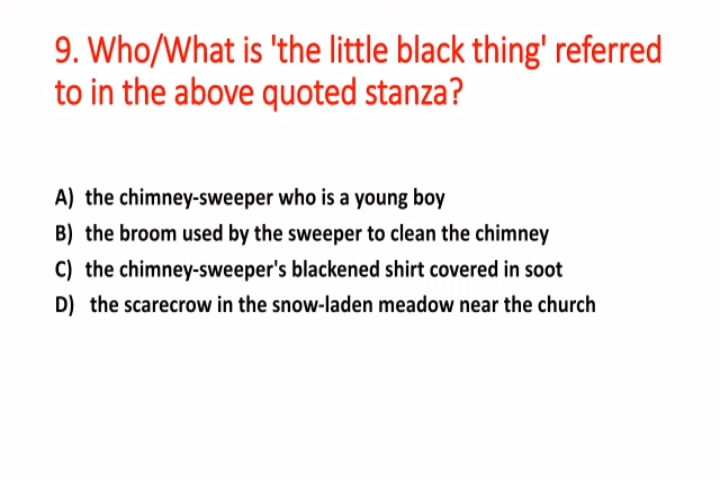 9. Who/What is 'the little black thing' referred
to in the above quoted stanza?
A) the chimney-sweeper who is a young boy
B) the broom used by the sweeper to clean the chimney
C) the chimney-sweeper's blackened shirt covered in soot
D) the scarecrow in the snow-laden meadow near the church